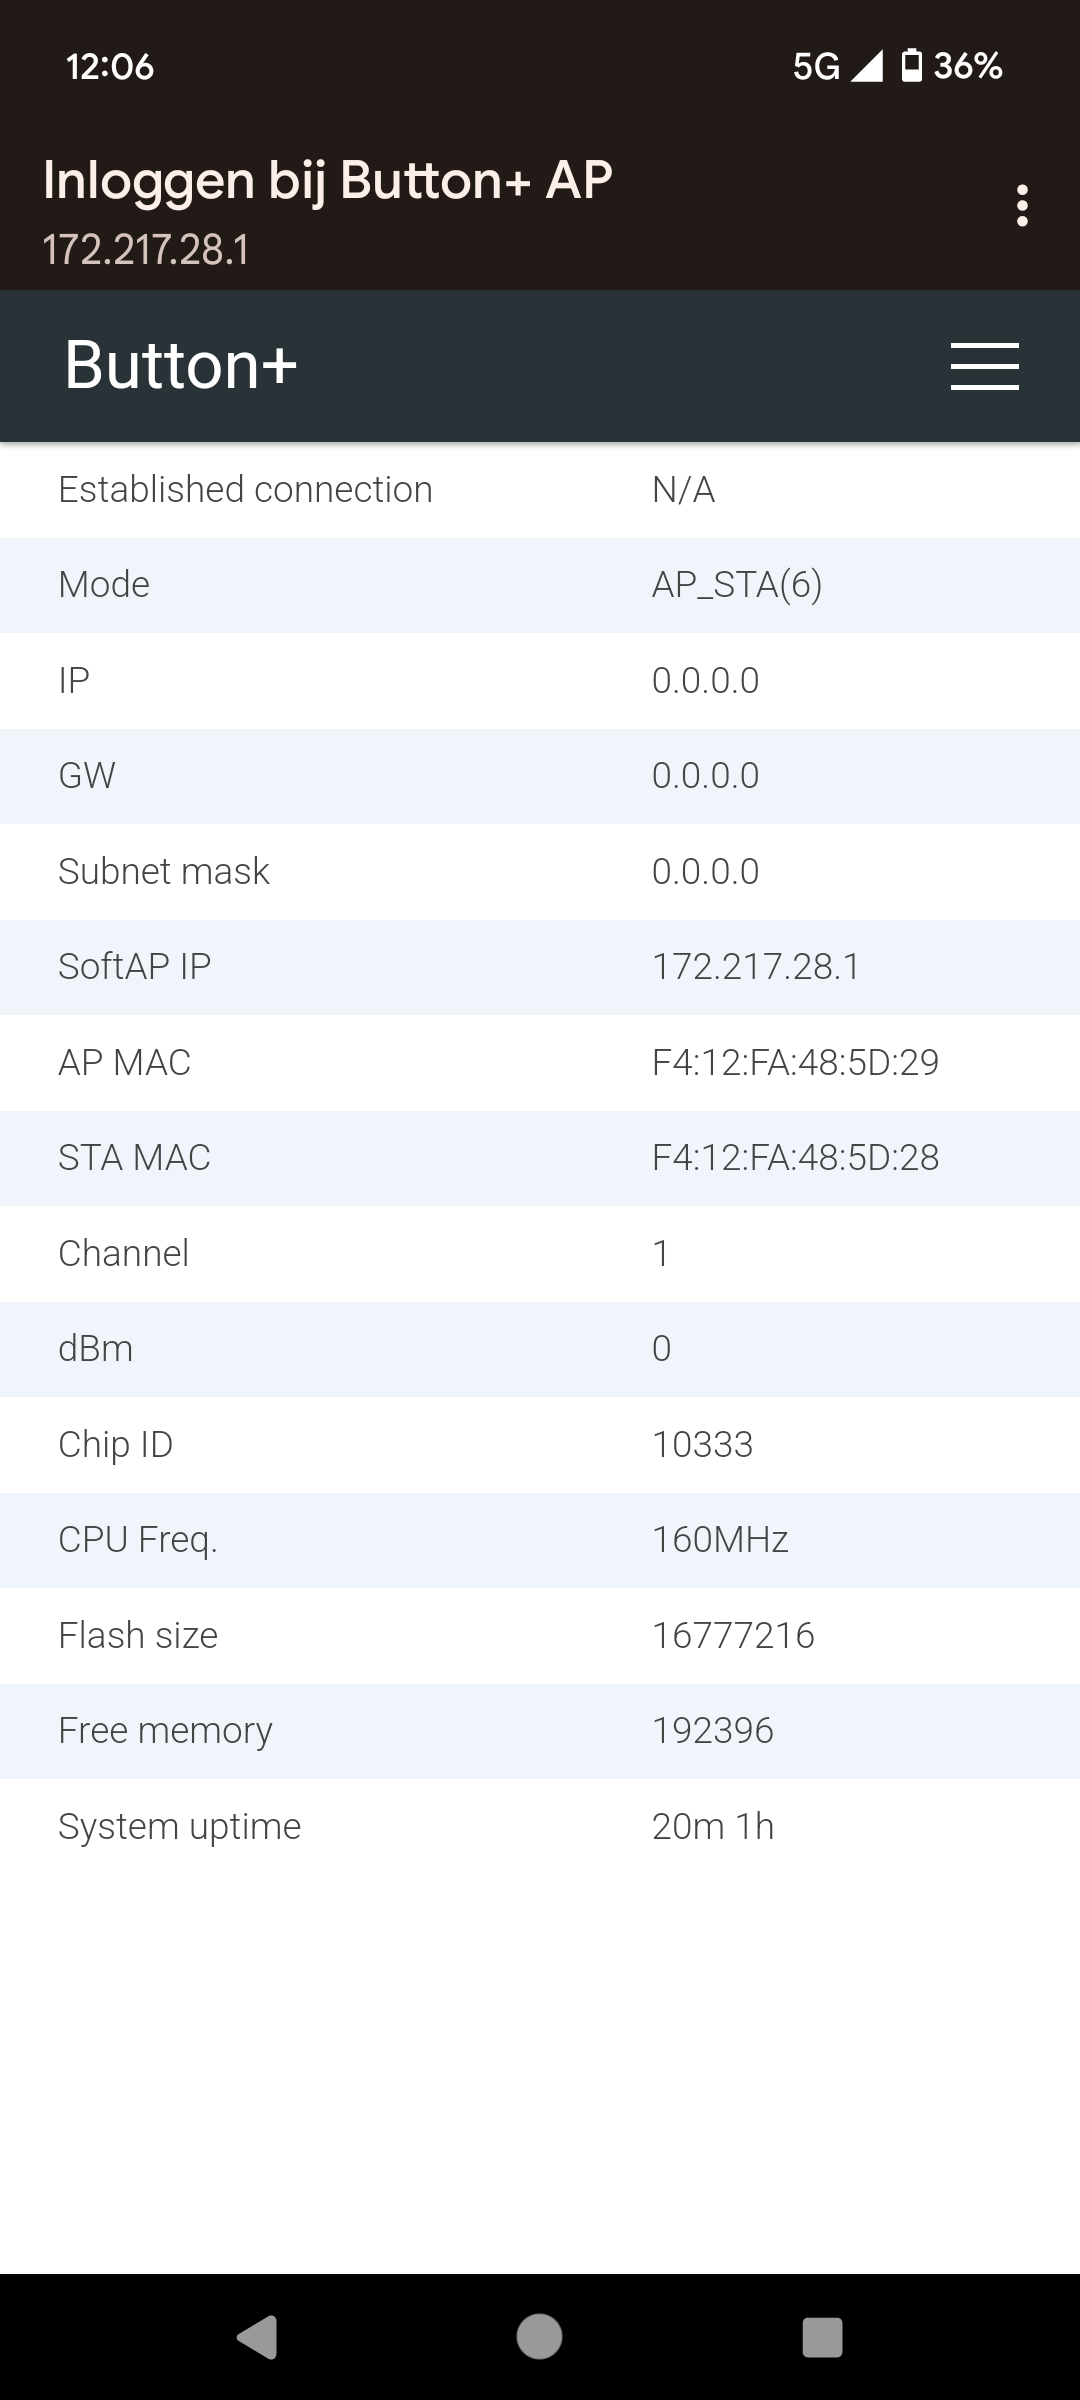 12:06 5G 36%
Inloggen bij Button+ AP
172.217.28.1
Button+
Established connection N/A
Mode AP_STA(6)
IP 0.0.0.0
GW 0.0.0.0
Subnet mask 0.0.0.0
SoftAP IP 172.217.28.1
AP MAC F4:12:FA:48:5D:29
STA MAC F4:12:FA:48:5D:28
Channel 1
dBm 0
Chip ID 10333
CPU Freq. 160MHz
Flash size 16777216
Free memory 192396
System uptime 20m 1h